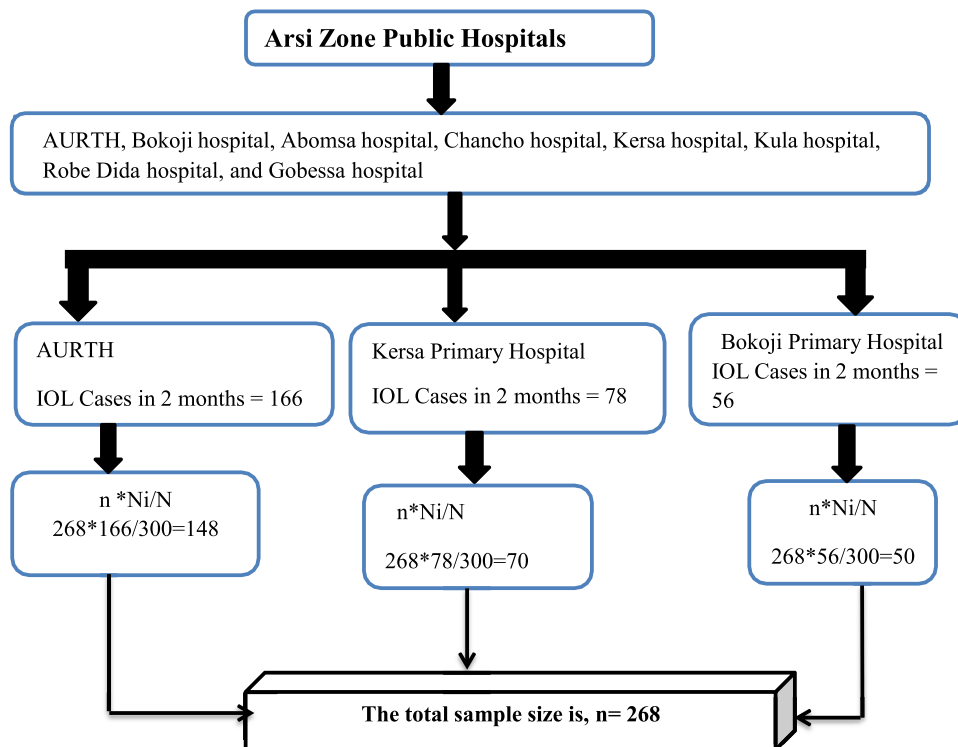 Arsi Zone Public Hospitals
AURTH, Bokoji hospital, Abomsa hospital, Chancho hospital, Kersa hospital, Kula hospital,
Robe Dida hospital, and Gobessa hospital
AURTH
IOL Cases in 2 months = 166
Kersa Primary Hospital
IOL Cases in 2 months = 78
Bokoji Primary Hospital
IOL Cases in 2 months =
56
n *Ni/N
268*166/300=148
n*Ni/N
268*78/300=70
n*Ni/N
268*56/300=50
The total sample size is, n= 268